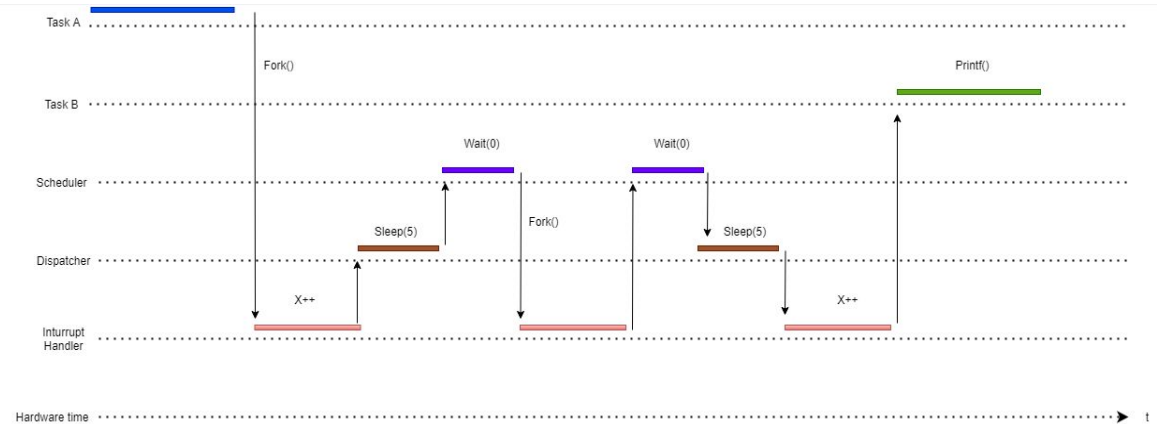 Task A
Fork()
Printf()
Task B
Wait(0)
Wait(0)
Scheduler
Fork()
Sleep(5)
Sleep(5)
Dispatcher
X++
X++
Inturrupt
Handler
Hardware time
t